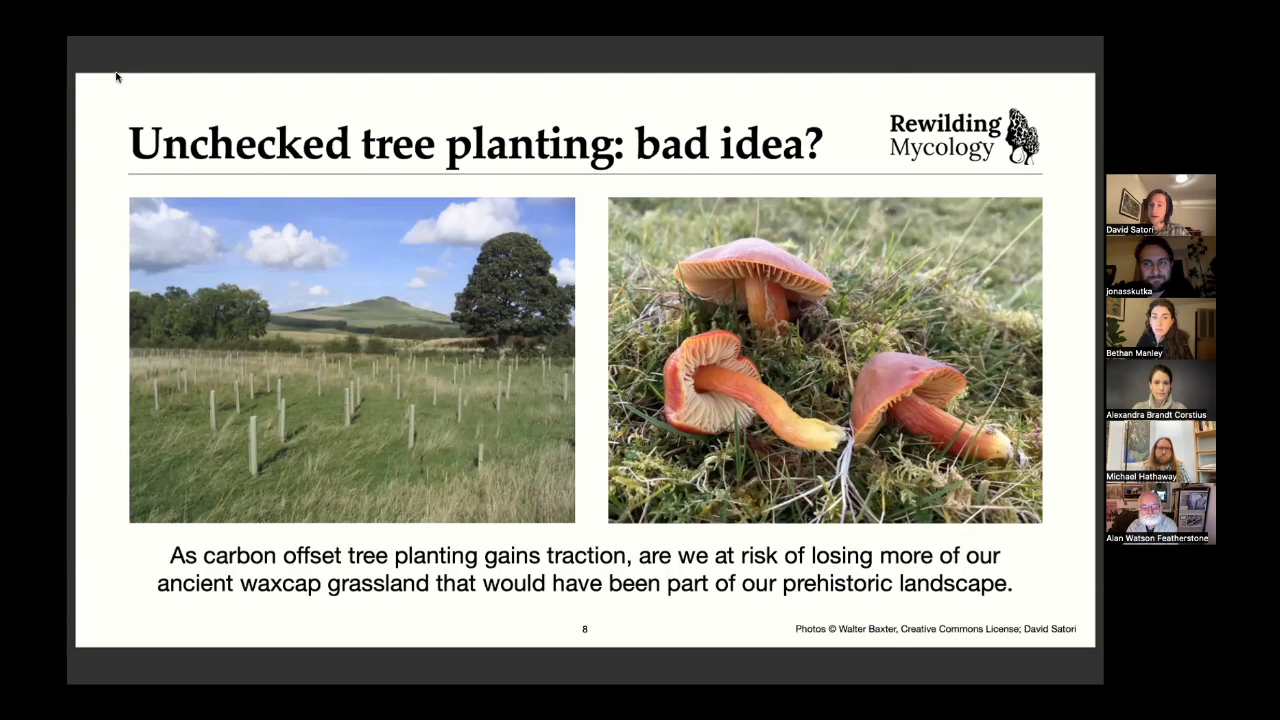 Unchecked tree planting: bad idea?
Rewilding
Mycology
As carbon offset tree planting gains traction, are we at risk of losing more of our
ancient waxcap grassland that would have been part of our prehistoric landscape.
8
Photos © Walter Baxter, Creative Commons License; David Satori
David Satori
jonasskutka
Bethan Manley
Alexandra Brandt Corstius
Michael Hathaway
Alan Watson Featherstone